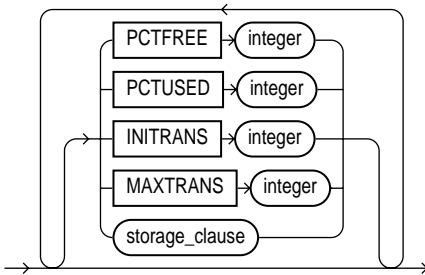 PCTFREE integer
PCTUSED integer
INITRANS integer
MAXTRANS integer
storage_clause